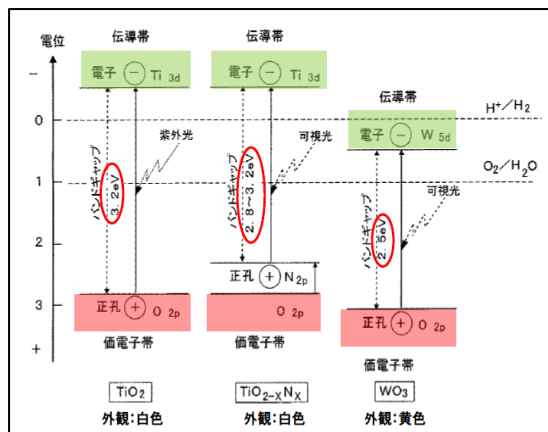 電位
－
0
1
2
3
＋
伝導帯
電子 － Ti 3d
紫外光
バンドギャップ
3.2eV
正孔 ＋ O 2p
価電子帯
TiO2
外観：白色
伝導帯
電子 － Ti 3d
可視光
バンドギャップ
2.8～3.2eV
正孔 ＋ N 2p
O 2p
価電子帯
TiO2-XNX
外観：白色
H+/H2
伝導帯
電子 － W 5d
O2/H2O
可視光
バンドギャップ
2.5eV
正孔 ＋ O 2p
価電子帯
WO3
外観：黄色